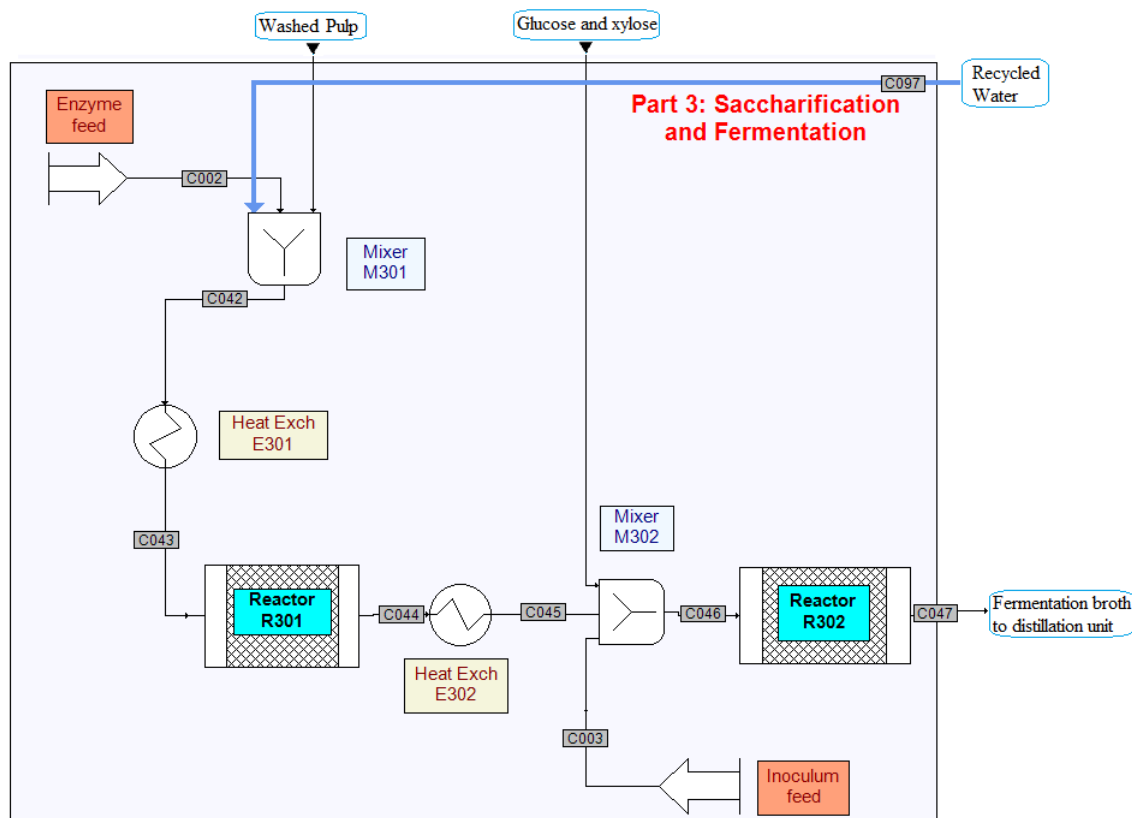 Washed Pulp
Glucose and xylose
C097
Recycled
Water
Enzyme
feed
Part 3: Saccharification
and Fermentation
C002
Mixer
M301
C042
Heat Exch
E301
C043
Mixer
M302
Reactor
R301
C044
C045
C046
Reactor
R302
C047
Fermentation broth
to distillation unit
Heat Exch
E302
C003
Inoculum
feed